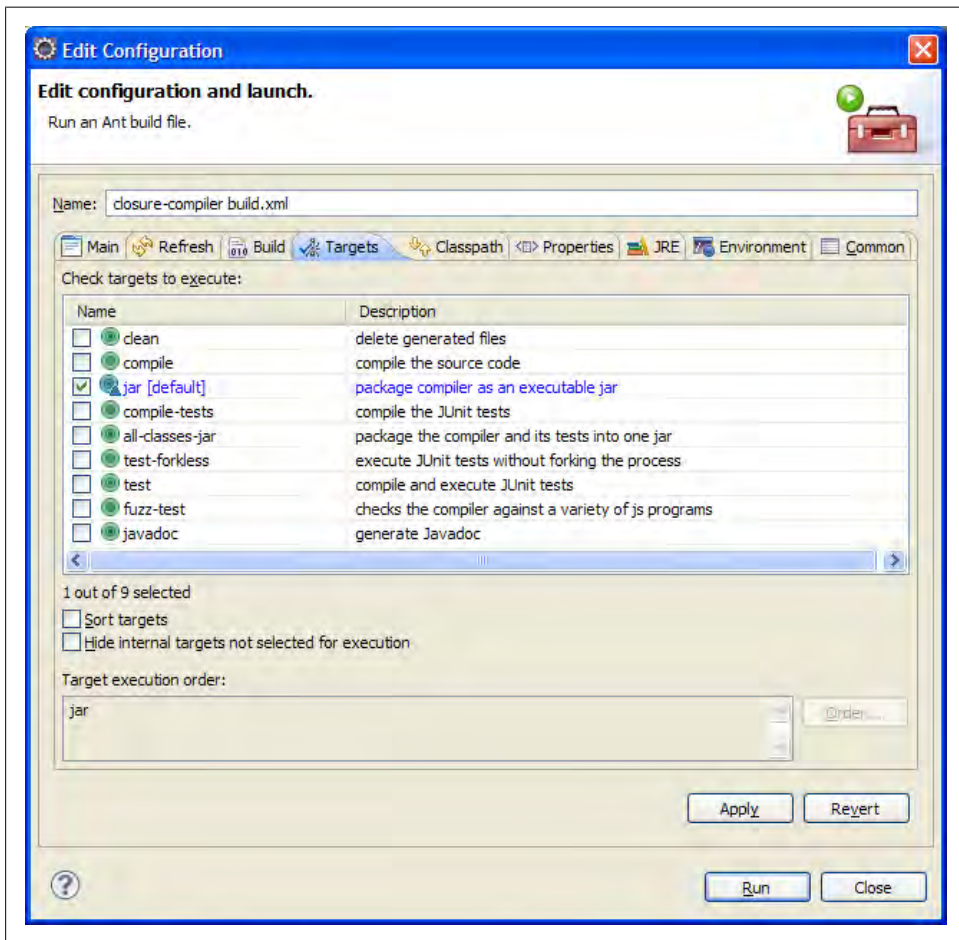 Edit Configuration
Edit configuration and launch.
Run an Ant build file.
Name: closure-compiler build.xml
Main Refresh Build Targets Classpath Properties JRE Environment Common
Check targets to execute:
Name Description
clean delete generated files
compile compile the source code
jar [default] package compiler as an executable jar
compile-tests compile the JUnit tests
all-classes-jar package the compiler and its tests into one jar
test-forkless execute JUnit tests without forking the process
test compile and execute JUnit tests
fuzz-test checks the compiler against a variety of js programs
javadoc generate Javadoc
1 out of 9 selected
Sort targets
Hide internal targets not selected for execution
Target execution order:
jar Order...
Apply Revert
? Run Close